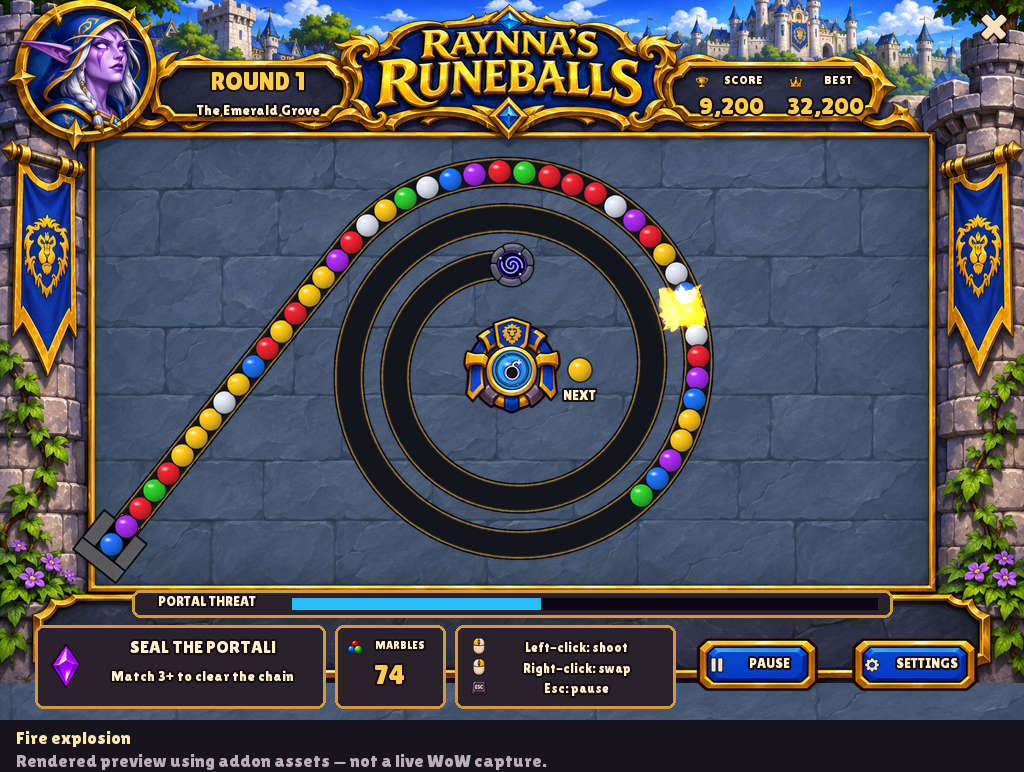 RAYNNA'S
RUNEBALLS
ROUND 1
The Emerald Grove
SCORE
BEST
9,200
32,200
NEXT
PORTAL THREAT
SEAL THE PORTAL!
Match 3+ to clear the chain
MARBLES
74
Left-click: shoot
Right-click: swap
ESC
Esc: pause
PAUSE
SETTINGS
Fire explosion
Rendered preview using addon assets — not a live WoW capture.